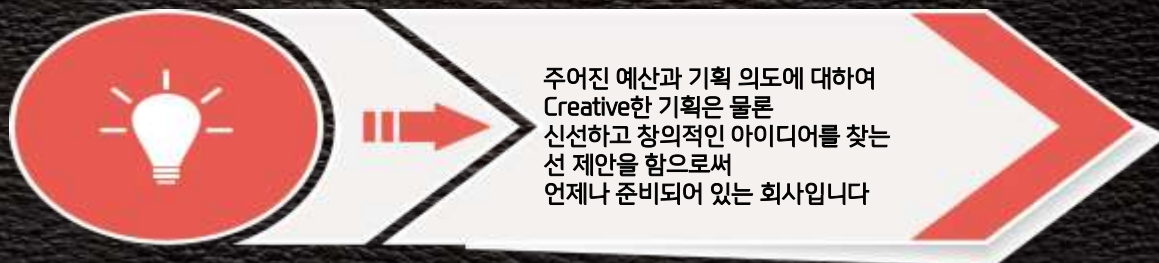 주어진 예산과 기획 의도에 대하여
Creative한 기획은 물론
신선하고 창의적인 아이디어를 찾는
선 제안을 함으로써
언제나 준비되어 있는 회사입니다